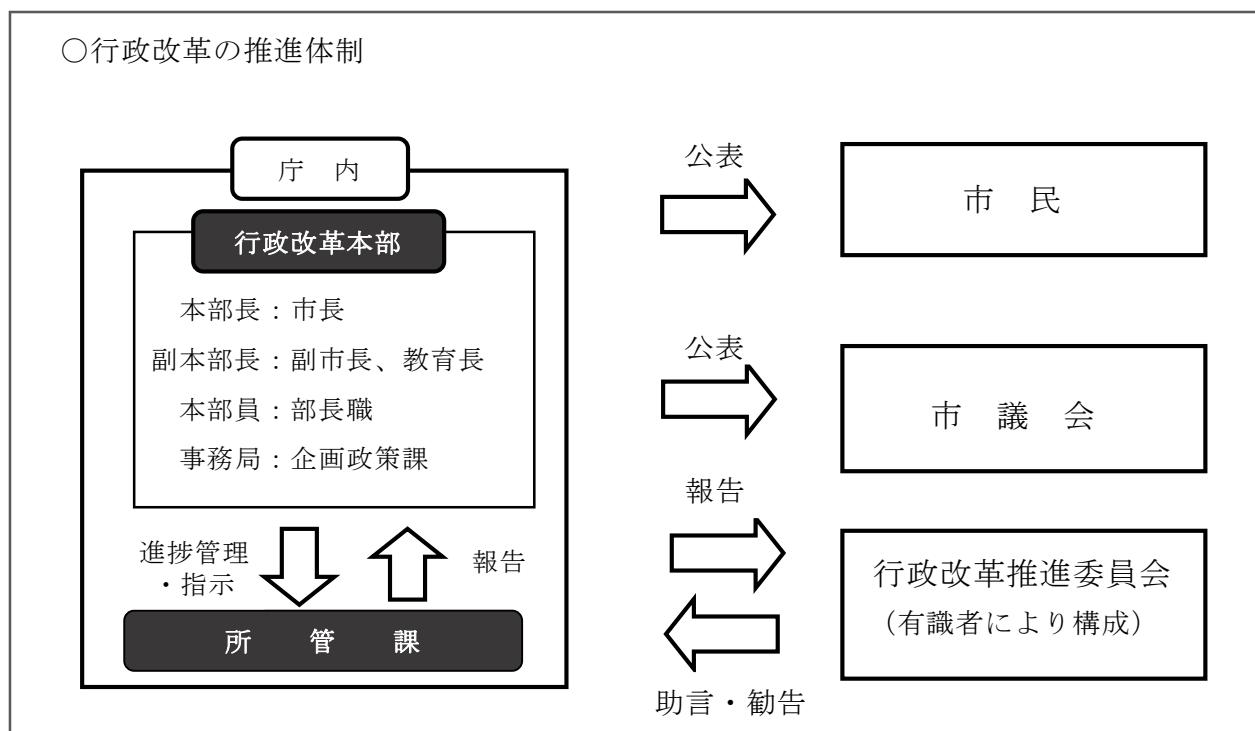 ○行政改革の推進体制
庁　内
行政改革本部
本部長：市長
副本部長：副市長、教育長
本部員：部長職
事務局：企画政策課
進捗管理
・指示
報告
所　管　課
公表
市　民
公表
市　議　会
報告
行政改革推進委員会
（有識者により構成）
助言・勧告